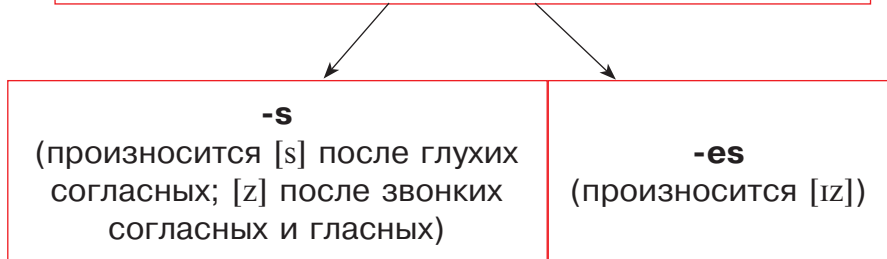 -s
(произносится [s] после глухих
согласных; [z] после звонких
согласных и гласных)
-es
(произносится [ɪz])